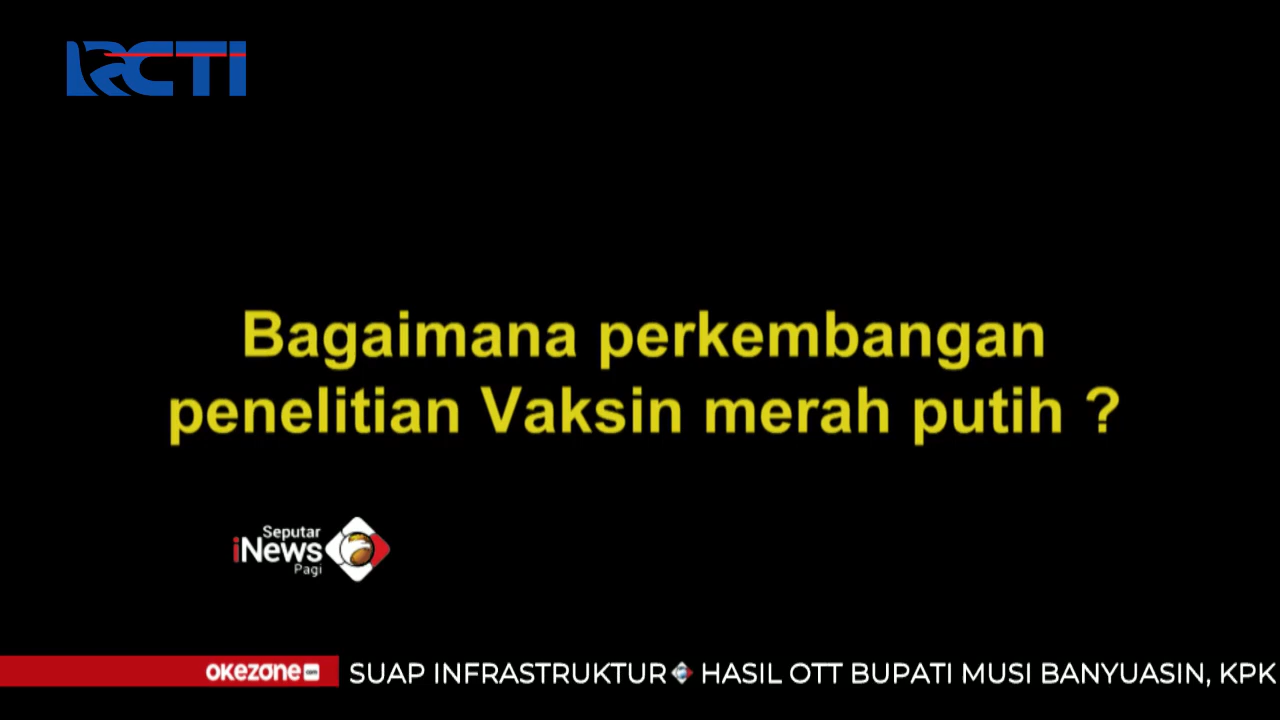 RCTI
Bagaimana perkembangan
penelitian Vaksin merah putih ?
Seputar
iNews
Pagi
okezone.com SUAP INFRASTRUKTUR HASIL OTT BUPATI MUSI BANYUASIN, KPK